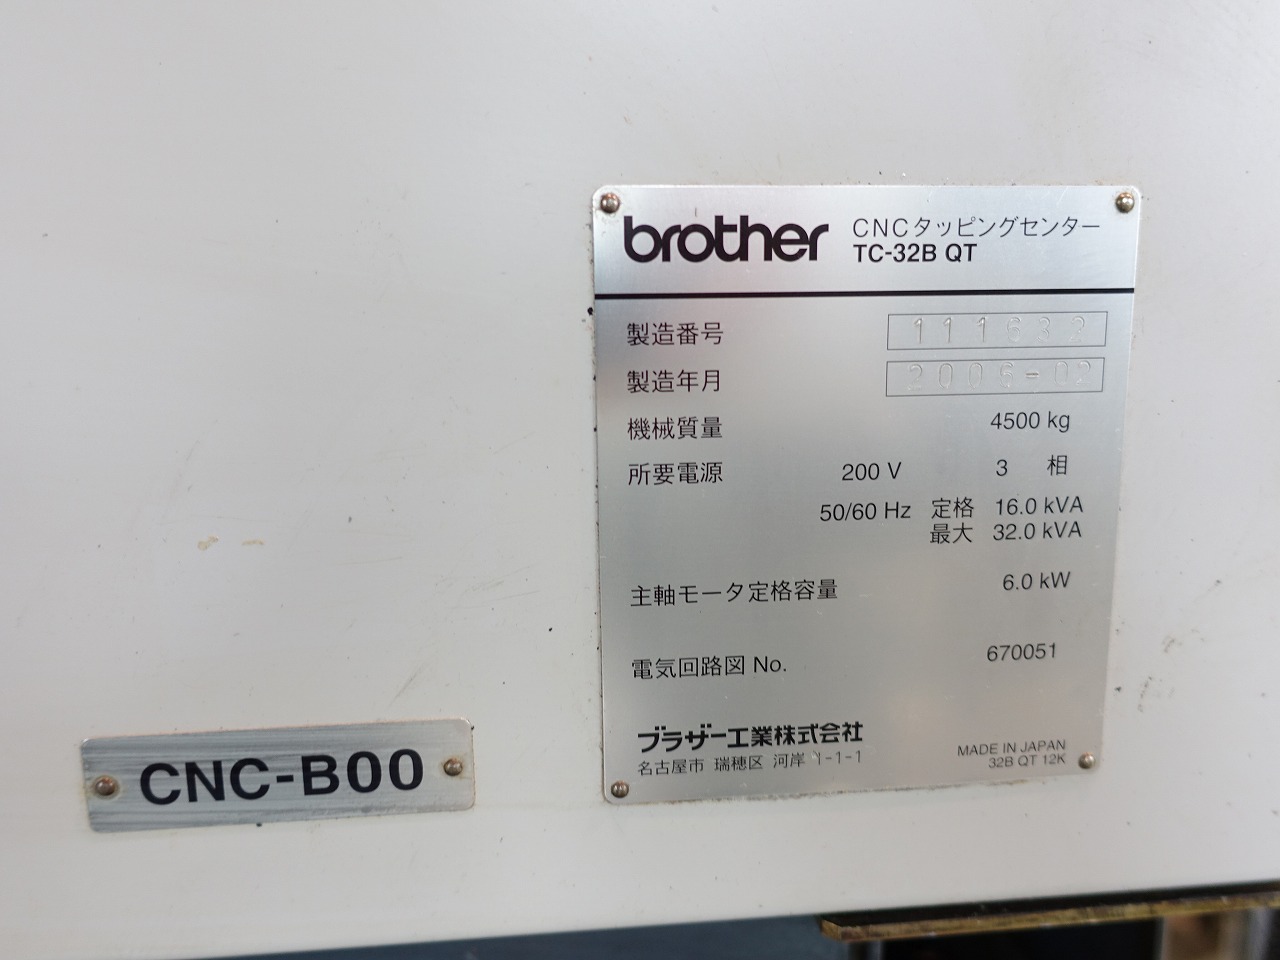 brother CNCタッピングセンター
TC-32B QT
製造番号 111632
製造年月 2006-02
機械質量 4500 kg
所要電源 200 V 3 相
50/60 Hz 定格 16.0 kVA
最大 32.0 kVA
主軸モータ定格容量 6.0 kW
電気回路図 No. 670051
ブラザー工業株式会社
名古屋市 瑞穂区 河岸 1-1-1
MADE IN JAPAN
32B QT 12K
CNC-B00